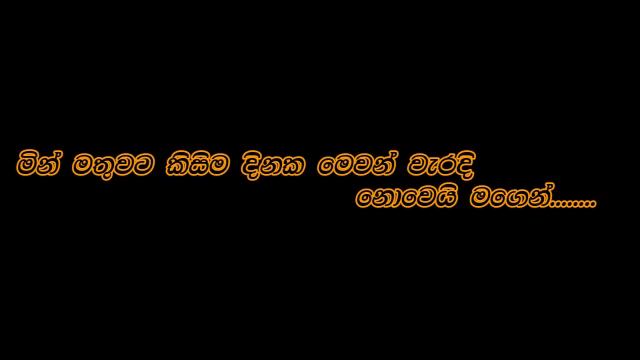 මින් මතුවට කිසිම දිනක මෙවන් වැරදි
නොවෙයි මගෙන්.........